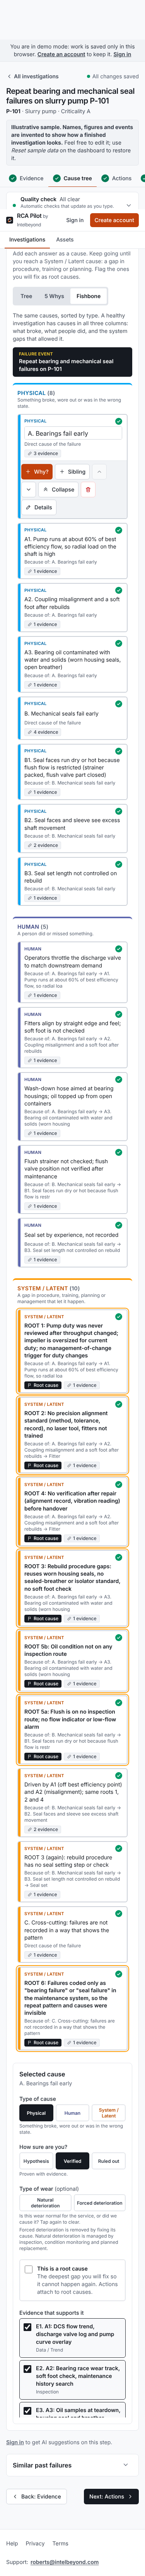 You are in demo mode: work is saved only in this
browser. Create an account to keep it. Sign in
All investigations
All changes saved
Repeat bearing and mechanical seal
failures on slurry pump P-101
P-101 · Slurry pump · Criticality A
Illustrative sample. Names, figures and events
are invented to show how a finished
investigation looks. Feel free to edit it; use
Reset sample data on the dashboard to restore
it.
Evidence
Cause tree
Actions
Quality check All clear
Automatic checks that update as you type.
RCA Pilot by
Intelbeyond
Sign in
Create account
Investigations
Assets
and add each answer as a cause. Keep going until
you reach a System / Latent cause: a gap in
procedure, training or planning. Flag the ones
you will fix as root causes.
Tree
5 Whys
Fishbone
The same causes, sorted by type. A healthy
investigation has causes in all three columns:
what broke, what people did, and the system
gaps that allowed it.
FAILURE EVENT
Repeat bearing and mechanical seal
failures on P-101
PHYSICAL (8)
Something broke, wore out or was in the wrong
state.
PHYSICAL
A. Bearings fail early
Direct cause of the failure
3 evidence
+ Why?
+ Sibling
Collapse
Details
PHYSICAL
A1. Pump runs at about 60% of best
efficiency flow, so radial load on the
shaft is high
Because of: A. Bearings fail early
1 evidence
PHYSICAL
A2. Coupling misalignment and a soft
foot after rebuilds
Because of: A. Bearings fail early
1 evidence
PHYSICAL
A3. Bearing oil contaminated with
water and solids (worn housing seals,
open breather)
Because of: A. Bearings fail early
1 evidence
PHYSICAL
B. Mechanical seals fail early
Direct cause of the failure
4 evidence
PHYSICAL
B1. Seal faces run dry or hot because
flush flow is restricted (strainer
packed, flush valve part closed)
Because of: B. Mechanical seals fail early
1 evidence
PHYSICAL
B2. Seal faces and sleeve see excess
shaft movement
Because of: B. Mechanical seals fail early
2 evidence
PHYSICAL
B3. Seal set length not controlled on
rebuild
Because of: B. Mechanical seals fail early
1 evidence
HUMAN (5)
A person did or missed something.
HUMAN
Operators throttle the discharge valve
to match downstream demand
Because of: A. Bearings fail early → A1.
Pump runs at about 60% of best efficiency
flow, so radial loa
1 evidence
HUMAN
Fitters align by straight edge and feel;
soft foot is not checked
Because of: A. Bearings fail early → A2.
Coupling misalignment and a soft foot after
rebuilds
1 evidence
HUMAN
Wash-down hose aimed at bearing
housings; oil topped up from open
containers
Because of: A. Bearings fail early → A3.
Bearing oil contaminated with water and
solids (worn housing
1 evidence
HUMAN
Flush strainer not checked; flush
valve position not verified after
maintenance
Because of: B. Mechanical seals fail early →
B1. Seal faces run dry or hot because flush
flow is restr
1 evidence
HUMAN
Seal set by experience, not recorded
Because of: B. Mechanical seals fail early →
B3. Seal set length not controlled on rebuild
1 evidence
SYSTEM / LATENT (10)
A gap in procedure, training, planning or
management that let it happen.
SYSTEM / LATENT
ROOT 1: Pump duty was never
reviewed after throughput changed;
impeller is oversized for current
duty; no management-of-change
trigger for duty changes
Because of: A. Bearings fail early → A1.
Pump runs at about 60% of best efficiency
flow, so radial loa
Root cause
1 evidence
SYSTEM / LATENT
ROOT 2: No precision alignment
standard (method, tolerance,
record), no laser tool, fitters not
trained
Because of: A. Bearings fail early → A2.
Coupling misalignment and a soft foot after
rebuilds → Fitter
Root cause
1 evidence
SYSTEM / LATENT
ROOT 4: No verification after repair
(alignment record, vibration reading)
before handover
Because of: A. Bearings fail early → A2.
Coupling misalignment and a soft foot after
rebuilds → Fitter
Root cause
1 evidence
SYSTEM / LATENT
ROOT 3: Rebuild procedure gaps:
reuses worn housing seals, no
sealed-breather or isolator standard,
no soft foot check
Because of: A. Bearings fail early → A3.
Bearing oil contaminated with water and
solids (worn housing
Root cause
1 evidence
SYSTEM / LATENT
ROOT 5b: Oil condition not on any
inspection route
Because of: A. Bearings fail early → A3.
Bearing oil contaminated with water and
solids (worn housing
Root cause
1 evidence
SYSTEM / LATENT
ROOT 5a: Flush is on no inspection
route; no flow indicator or low-flow
alarm
Because of: B. Mechanical seals fail early →
B1. Seal faces run dry or hot because flush
flow is restr
Root cause
1 evidence
SYSTEM / LATENT
Driven by A1 (off best efficiency point)
and A2 (misalignment); same roots 1,
2 and 4
Because of: B. Mechanical seals fail early →
B2. Seal faces and sleeve see excess shaft
movement
2 evidence
SYSTEM / LATENT
ROOT 3 (again): rebuild procedure
has no seal setting step or check
Because of: B. Mechanical seals fail early →
B3. Seal set length not controlled on rebuild
→ Seal set
1 evidence
SYSTEM / LATENT
C. Cross-cutting: failures are not
recorded in a way that shows the
pattern
Direct cause of the failure
1 evidence
SYSTEM / LATENT
ROOT 6: Failures coded only as
"bearing failure" or "seal failure" in
the maintenance system, so the
repeat pattern and causes were
invisible
Because of: C. Cross-cutting: failures are
not recorded in a way that shows the
pattern
Root cause
2 evidence
Selected cause
A. Bearings fail early
Type of cause
Physical
Human
System /
Latent
Something broke, wore out or was in the wrong
state.
How sure are you?
Hypothesis
Verified
Ruled out
Proven with evidence.
Type of wear (optional)
Natural
deterioration
Forced deterioration
Is this wear normal for the service, or did we
cause it? Tap again to clear.
Forced deterioration is removed by fixing its
causes. Natural deterioration is managed by
inspection, condition monitoring and planned
replacement.
This is a root cause
The deepest gap you will fix so
it cannot happen again. Actions
attach to root causes.
Evidence that supports it
E1. A1: DCS flow trend,
discharge valve log and pump
curve overlay
Data / Trend
E2. A2: Bearing race wear track,
soft foot check, maintenance
history search
Inspection
E3. A3: Oil samples at teardown,
Sign in to get AI suggestions on this step.
Similar past failures
Back: Evidence
Next: Actions
Help
Privacy
Terms
Support: roberts@intelbeyond.com